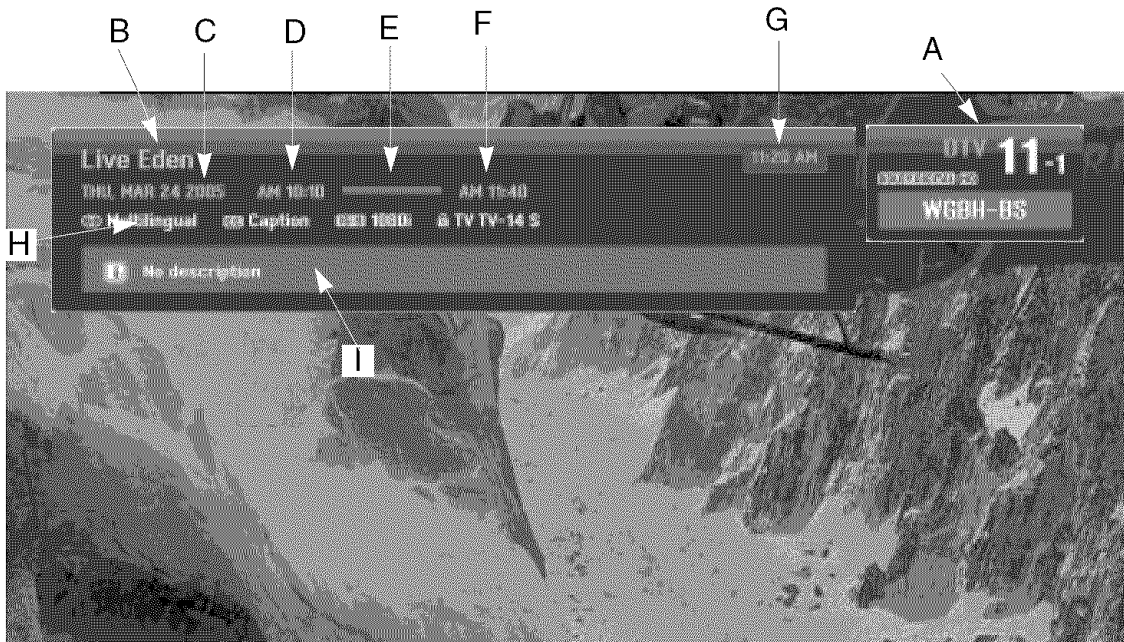 B C D E F G A
Live Eden
11:20 AM
DTV 11-1
THU, MAR 24 2005 AM 10:10 AM 11:40
Multilingual Caption 1080i TV TV-14 S
WGBH-BS
H
No description
I